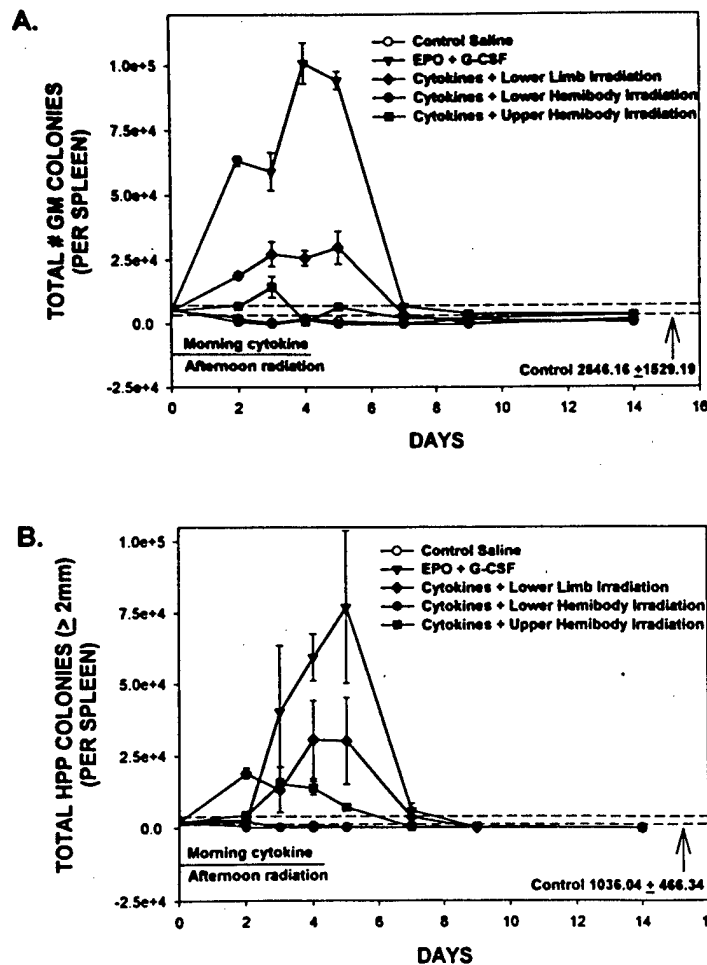 A.
Control Saline
EPO + G-CSF
Cytokines + Lower Limb Irradiation
Cytokines + Lower Hemibody Irradiation
Cytokines + Upper Hemibody Irradiation
TOTAL # GM COLONIES
(PER SPLEEN)
1.0e+5
7.5e+4
5.0e+4
2.5e+4
0.0
-2.5e+4
Morning cytokine
Afternoon radiation
Control 2846.16 ±1529.19
0 2 4 6 8 10 12 14 16
DAYS
B.
Control Saline
EPO + G-CSF
Cytokines + Lower Limb Irradiation
Cytokines + Lower Hemibody Irradiation
Cytokines + Upper Hemibody Irradiation
TOTAL HPP COLONIES (≥ 2mm)
(PER SPLEEN)
1.0e+5
7.5e+4
5.0e+4
2.5e+4
0.0
-2.5e+4
Morning cytokine
Afternoon radiation
Control 1036.04 ± 466.34
0 2 4 6 8 10 12 14
DAYS